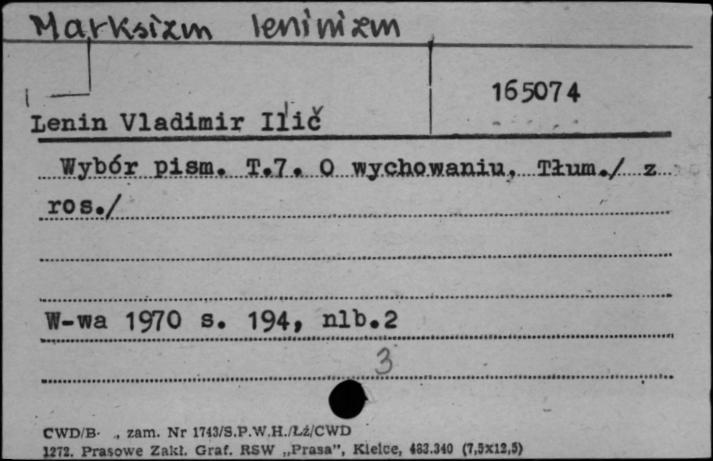 Marksizm leninizm
165074
Lenin Vladimir Ilič
Wybór pism. T.7. O wychowaniu, Tłum./ z
ros./
W-wa 1970 s. 194, nlb.2
3
CWD/B- ., zam. Nr 1743/S.P.W.H./Łź/CWD
1272. Prasowe Zakł. Graf. RSW „Prasa”, Kielce, 483.340 (7,5x12,5)